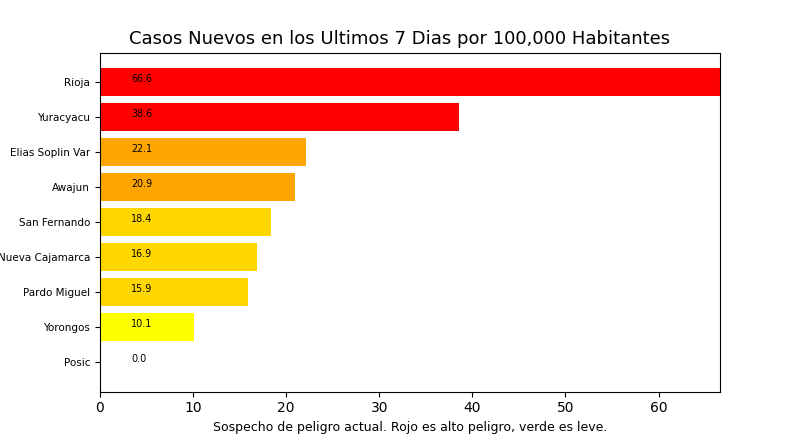 Casos Nuevos en los Ultimos 7 Dias por 100,000 Habitantes
Rioja 66.6
Yuracyacu 38.6
Elias Soplin Var 22.1
Awajun 20.9
San Fernando 18.4
Nueva Cajamarca 16.9
Pardo Miguel 15.9
Yorongos 10.1
Posic 0.0
0 10 20 30 40 50 60
Sospecho de peligro actual. Rojo es alto peligro, verde es leve.